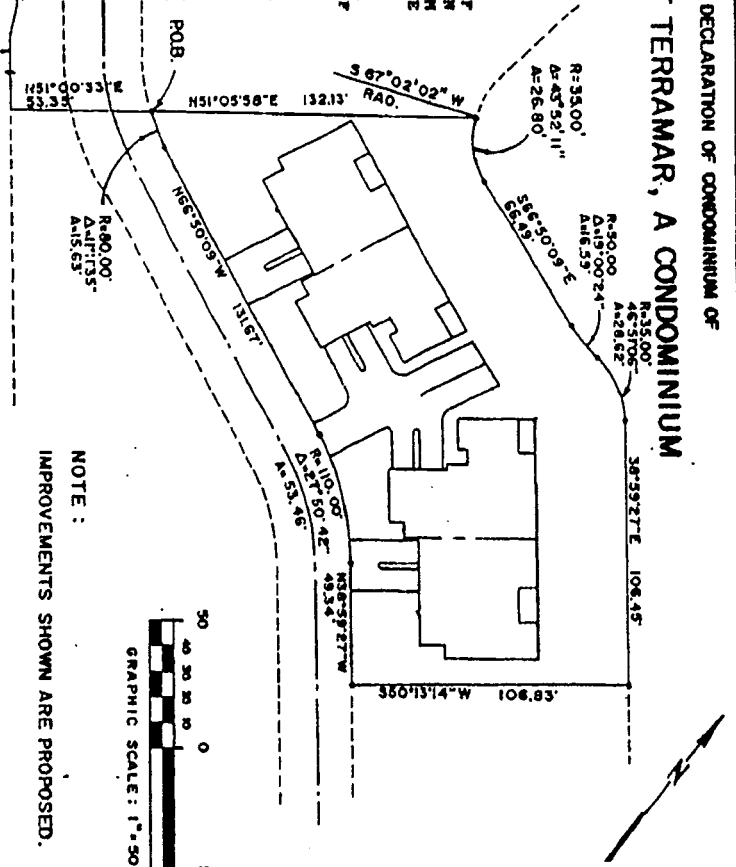 DECLARATION OF CONDOMINIUM OF
TERRAMAR, A CONDOMINIUM
P.O.B.
N51°00'33"E
53.35'
N51°05'58"E 132.13'
S 67°02'02" W
RAD.
R=35.00'
Δ=43°52'11"
A=26.80'
S66°50'09"E
66.49'
R=50.00
Δ=19°00'24"
A=16.59'
R=35.00'
46°51'06"
A=28.62'
38°59'27"E 106.45'
N66°50'09"W 131.67'
R=80.00'
Δ=11°11'35"
A=15.63'
R=110.00'
Δ=27°50'42"
A=53.46'
N38°59'27"W
49.34'
S50°13'14"W 106.83'
N
50 40 30 20 10 0
GRAPHIC SCALE: 1"=50
NOTE:
IMPROVEMENTS SHOWN ARE PROPOSED.